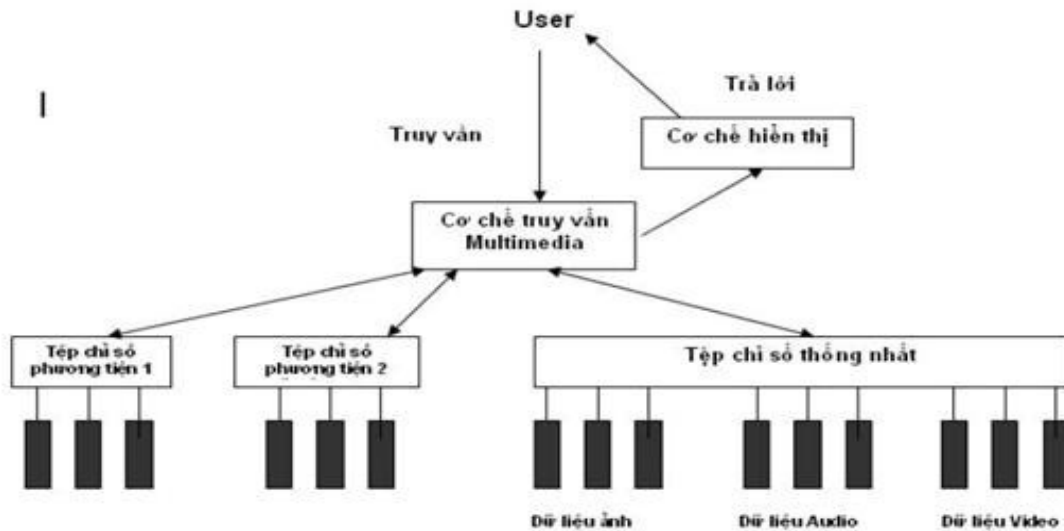 User
Trả lời
Truy vấn
Cơ chế hiển thị
Cơ chế truy vấn
Multimedia
Tệp chỉ số
phương tiện 1
Tệp chỉ số
phương tiện 2
Tệp chỉ số thống nhất
Dữ liệu ảnh
Dữ liệu Audio
Dữ liệu Video